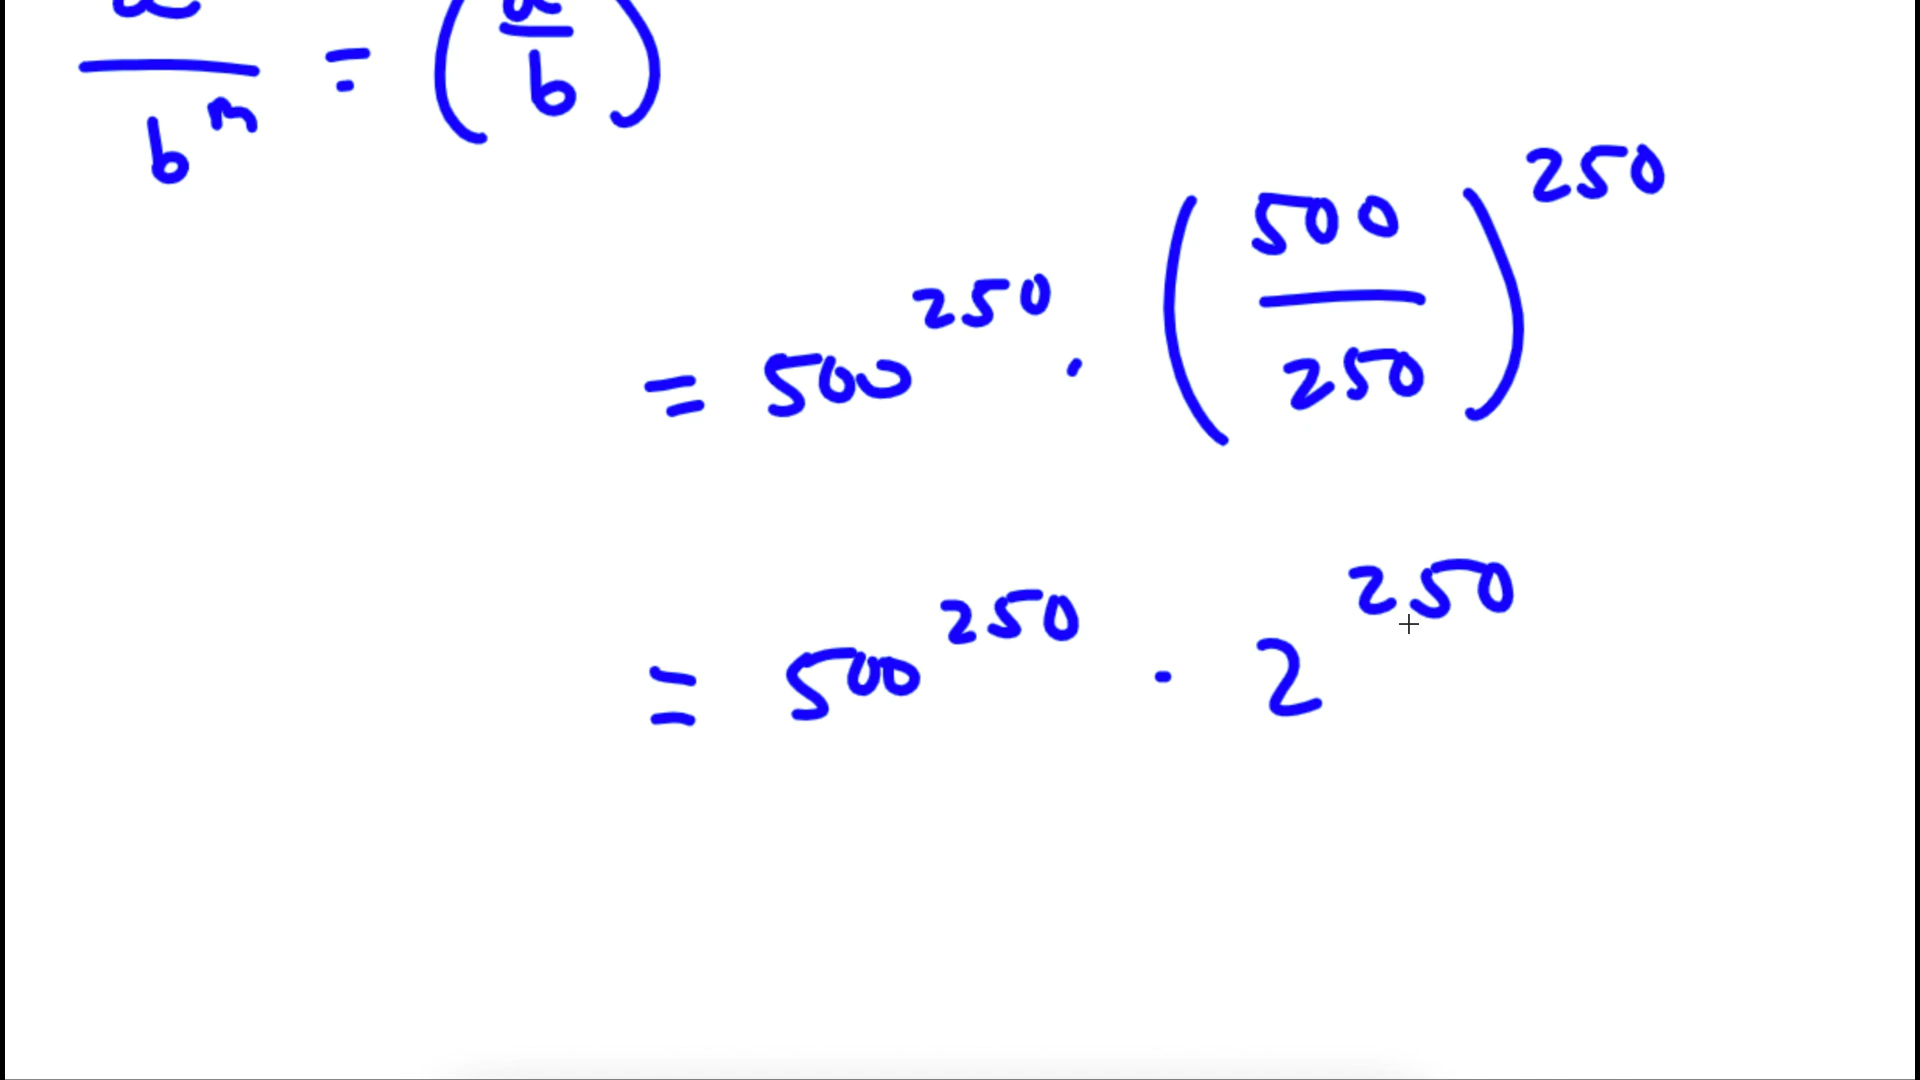 a / b^m = (a / b)
= 500^250 · (500 / 250)^250
= 500^250 · 2^250